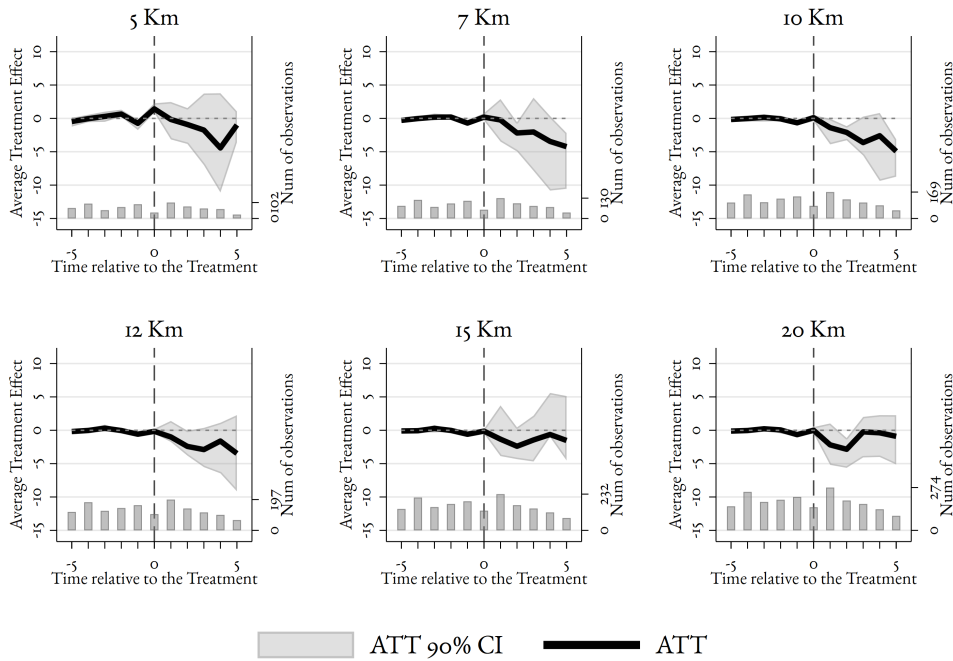 5 Km
7 Km
10 Km
Average Treatment Effect
10
5
0
-5
-10
-15
-5
0
5
Time relative to the Treatment
0
102
Num of observations
Average Treatment Effect
10
5
0
-5
-10
-15
-5
0
5
Time relative to the Treatment
0
130
Num of observations
Average Treatment Effect
10
5
0
-5
-10
-15
-5
0
5
Time relative to the Treatment
0
169
Num of observations
12 Km
15 Km
20 Km
Average Treatment Effect
10
5
0
-5
-10
-15
-5
0
5
Time relative to the Treatment
0
197
Num of observations
Average Treatment Effect
10
5
0
-5
-10
-15
-5
0
5
Time relative to the Treatment
0
232
Num of observations
Average Treatment Effect
10
5
0
-5
-10
-15
-5
0
5
Time relative to the Treatment
0
274
Num of observations
ATT 90% CI
ATT